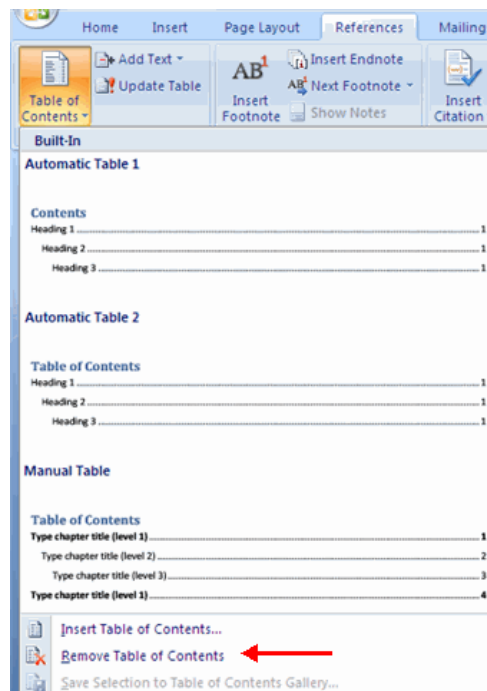 Home Insert Page Layout References Mailing
Add Text
Update Table
Table of Contents
AB1
Insert Footnote
Insert Endnote
AB Next Footnote
Show Notes
Insert Citation
Built-In
Automatic Table 1
Contents
Heading 1 1
Heading 2 1
Heading 3 1
Automatic Table 2
Table of Contents
Heading 1 1
Heading 2 1
Heading 3 1
Manual Table
Table of Contents
Type chapter title (level 1) 1
Type chapter title (level 2) 2
Type chapter title (level 3) 3
Type chapter title (level 1) 4
Insert Table of Contents...
Remove Table of Contents
Save Selection to Table of Contents Gallery...